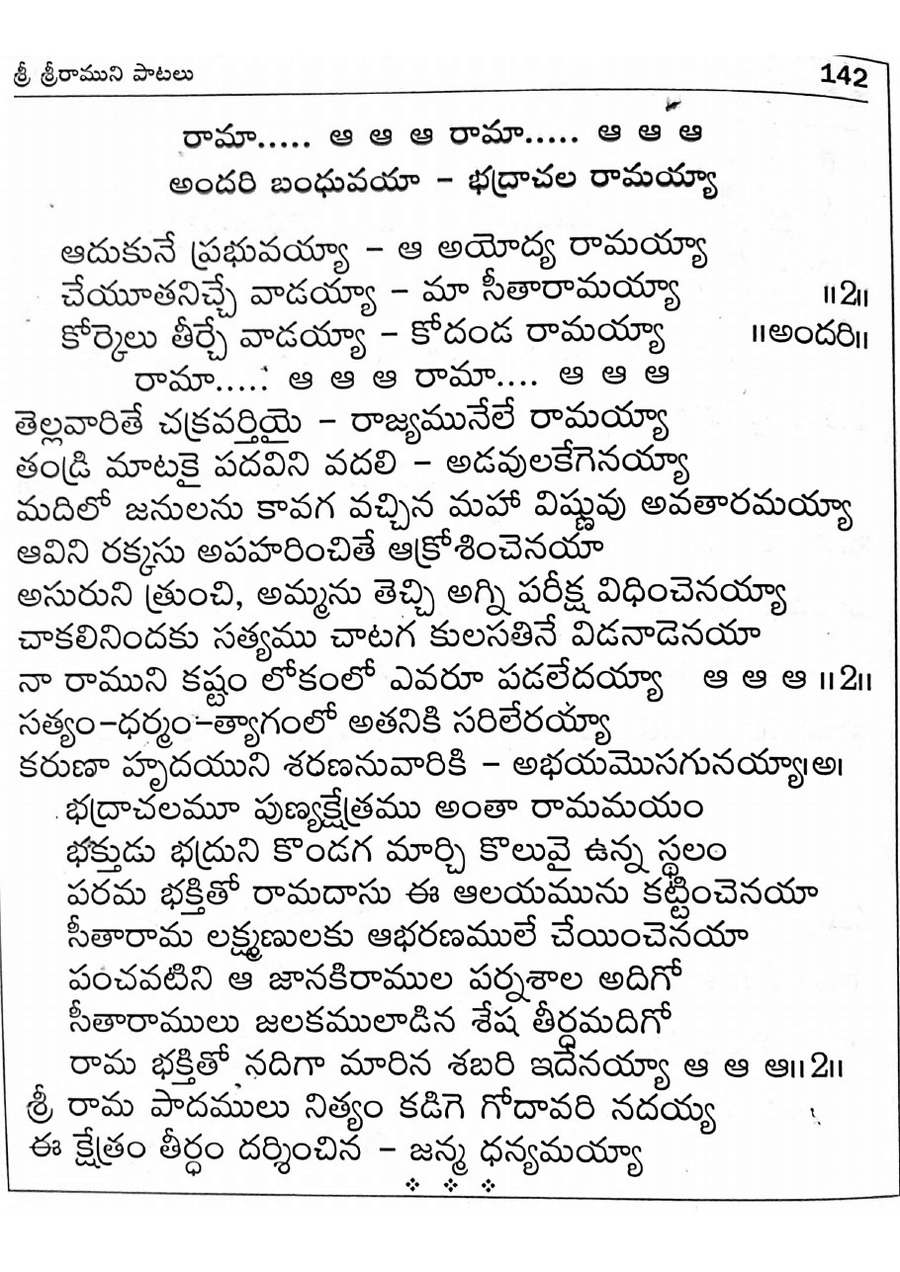 శ్రీ శ్రీరాముని పాటలు 142
రామా..... ఆ ఆ ఆ రామా..... ఆ ఆ ఆ
అందరి బంధువయా – భద్రాచల రామయ్యా
ఆదుకునే ప్రభువయ్యా – ఆ అయోద్య రామయ్యా
చేయూతనిచ్చే వాడయ్యా – మా సీతారామయ్యా ॥2॥
కోర్కెలు తీర్చే వాడయ్యా – కోదండ రామయ్యా ॥అందరి॥
రామా..... ఆ ఆ ఆ రామా.... ఆ ఆ ఆ
తెల్లవారితే చక్రవర్తియై – రాజ్యమునేలే రామయ్యా
తండ్రి మాటకై పదవిని వదలి – అడవులకేగెనయ్యా
మదిలో జనులను కావగ వచ్చిన మహా విష్ణువు అవతారమయ్యా
ఆవిని రక్కసు అపహరించితే ఆక్రోశించెనయా
అసురుని త్రుంచి, అమ్మను తెచ్చి అగ్ని పరీక్ష విధించెనయ్యా
చాకలినిందకు సత్యము చాటగ కులసతినే విడనాడెనయా
నా రాముని కష్టం లోకంలో ఎవరూ పడలేదయ్యా ఆ ఆ ఆ ॥2॥
సత్యం–ధర్మం–త్యాగంలో అతనికి సరిలేరయ్యా
కరుణా హృదయుని శరణనువారికి – అభయమొసగునయ్యా।అ।
భద్రాచలమూ పుణ్యక్షేత్రము అంతా రామమయం
భక్తుడు భద్రుని కొండగ మార్చి కొలువై ఉన్న స్థలం
పరమ భక్తితో రామదాసు ఈ ఆలయమును కట్టించెనయా
సీతారామ లక్ష్మణులకు ఆభరణములే చేయించెనయా
పంచవటిని ఆ జానకిరాముల పర్నశాల అదిగో
సీతారాములు జలకములాడిన శేష తీర్ధమదిగో
రామ భక్తితో నదిగా మారిన శబరి ఇదేనయ్యా ఆ ఆ ఆ॥2॥
శ్రీ రామ పాదములు నిత్యం కడిగె గోదావరి నదయ్య
ఈ క్షేత్రం తీర్ధం దర్శించిన – జన్మ ధన్యమయ్యా